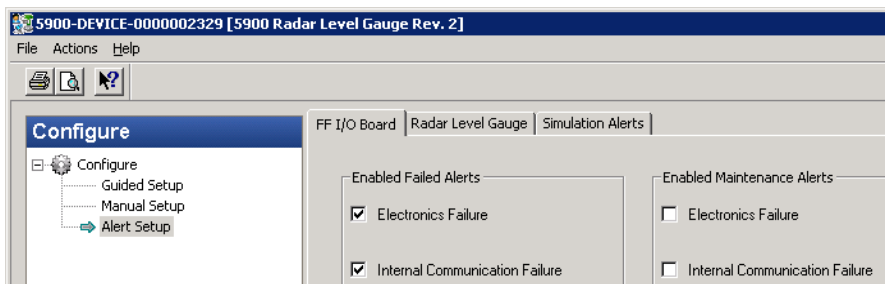 5900-DEVICE-0000002329 [5900 Radar Level Gauge Rev. 2]
File Actions Help
Configure
Configure
Guided Setup
Manual Setup
Alert Setup
FF I/O Board Radar Level Gauge Simulation Alerts
Enabled Failed Alerts Enabled Maintenance Alerts
Electronics Failure Electronics Failure
Internal Communication Failure Internal Communication Failure